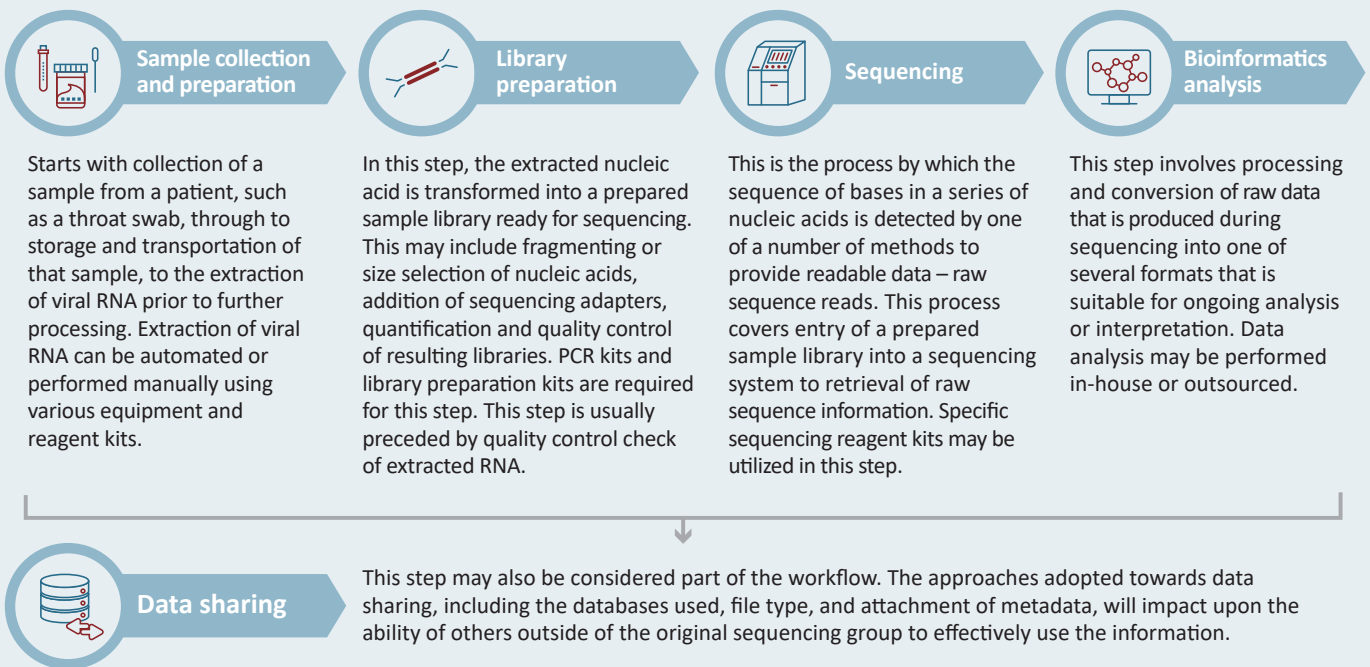 Sample collection
and preparation
Starts with collection of a
sample from a patient, such
as a throat swab, through to
storage and transportation of
that sample, to the extraction
of viral RNA prior to further
processing. Extraction of viral
RNA can be automated or
performed manually using
various equipment and
reagent kits.
Library
preparation
In this step, the extracted nucleic
acid is transformed into a prepared
sample library ready for sequencing.
This may include fragmenting or
size selection of nucleic acids,
addition of sequencing adapters,
quantification and quality control
of resulting libraries. PCR kits and
library preparation kits are required
for this step. This step is usually
preceded by quality control check
of extracted RNA.
Sequencing
This is the process by which the
sequence of bases in a series of
nucleic acids is detected by one
of a number of methods to
provide readable data – raw
sequence reads. This process
covers entry of a prepared
sample library into a sequencing
system to retrieval of raw
sequence information. Specific
sequencing reagent kits may be
utilized in this step.
Bioinformatics
analysis
This step involves processing
and conversion of raw data
that is produced during
sequencing into one of
several formats that is
suitable for ongoing analysis
or interpretation. Data
analysis may be performed
in-house or outsourced.
Data sharing
This step may also be considered part of the workflow. The approaches adopted towards data
sharing, including the databases used, file type, and attachment of metadata, will impact upon the
ability of others outside of the original sequencing group to effectively use the information.